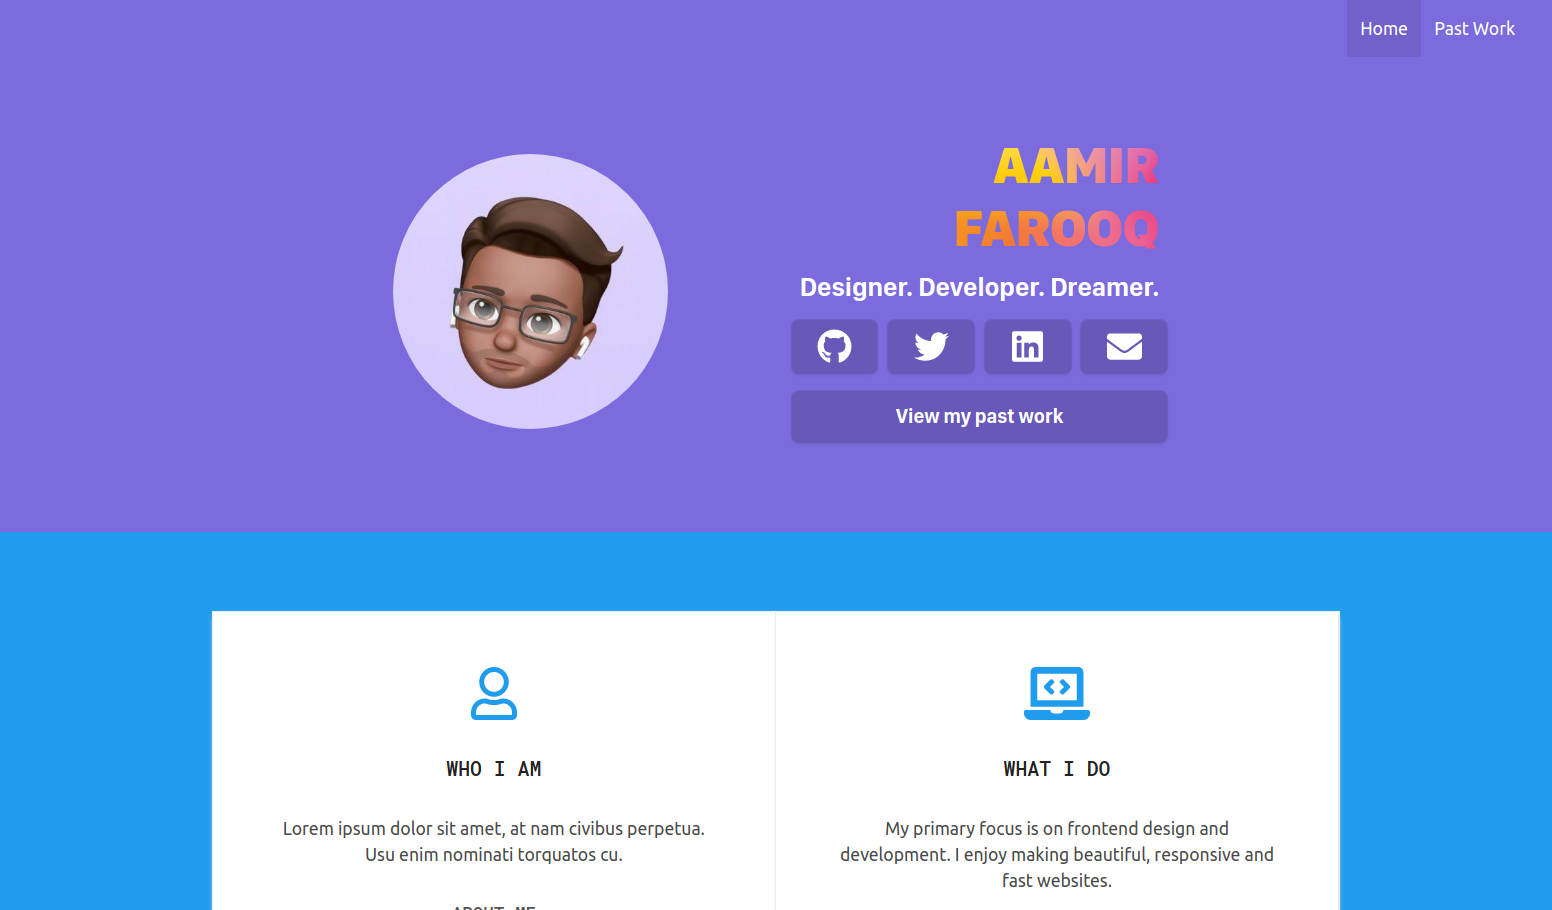 Home Past Work
AAMIR
FAROOQ
Designer. Developer. Dreamer.
View my past work
WHO I AM
Lorem ipsum dolor sit amet, at nam civibus perpetua.
Usu enim nominati torquatos cu.
ABOUT ME
WHAT I DO
My primary focus is on frontend design and
development. I enjoy making beautiful, responsive and
fast websites.